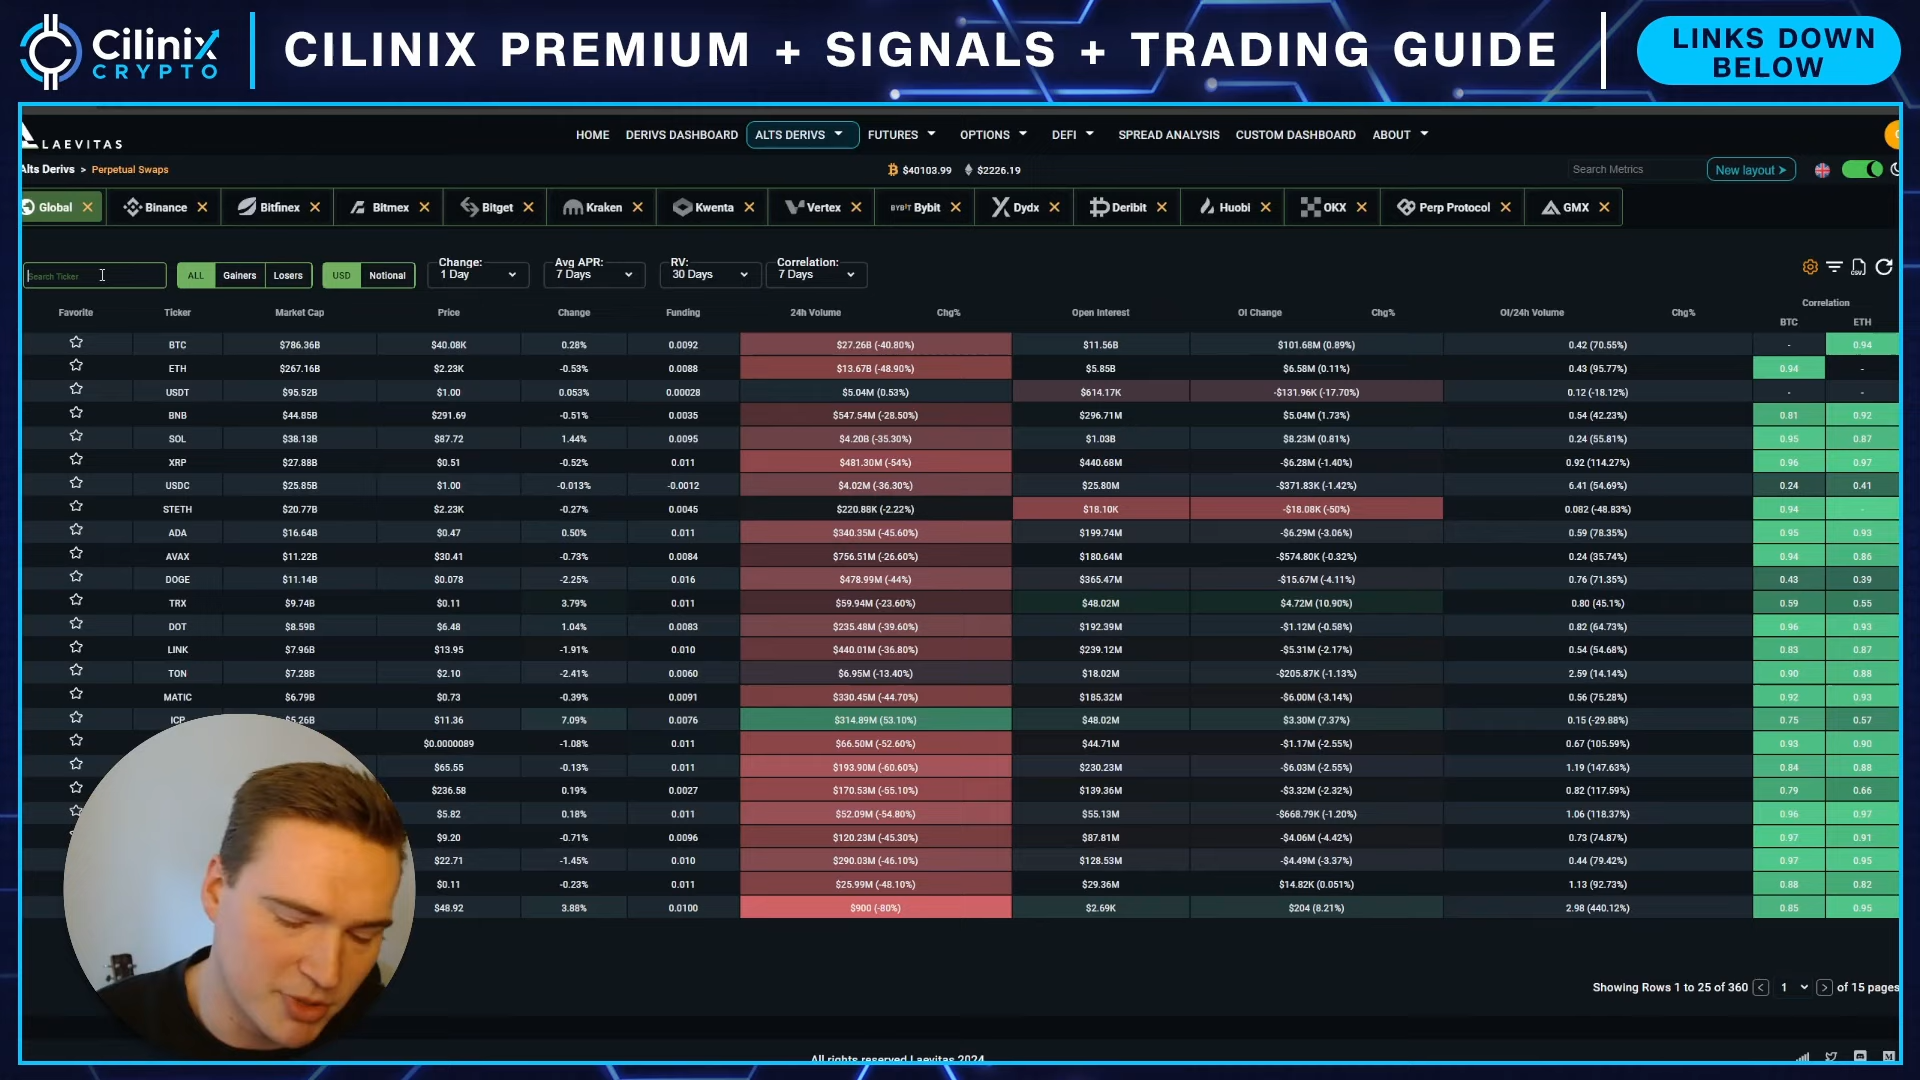 Cilinix CRYPTO
CILINIX PREMIUM + SIGNALS + TRADING GUIDE
LINKS DOWN BELOW
LAEVITAS
HOME DERIVS DASHBOARD ALTS DERIVS FUTURES OPTIONS DEFI SPREAD ANALYSIS CUSTOM DASHBOARD ABOUT
Alts Derivs > Perpetual Swaps $40103.99 $2226.19 Search Metrics New layout
Global Binance Bitfinex Bitmex Bitget Kraken Kwenta Vertex BYBIT Bybit Dydx Deribit Huobi OKX Perp Protocol GMX
Search Ticker ALL Gainers Losers USD Notional Change: 1 Day Avg APR: 7 Days RV: 30 Days Correlation: 7 Days CSV
Favorite Ticker Market Cap Price Change Funding 24h Volume Chg% Open Interest OI Change Chg% OI/24h Volume Chg% Correlation BTC ETH
BTC $786.36B $40.08K 0.28% 0.0092 $27.26B (-40.80%) $11.56B $101.68M (0.89%) 0.42 (70.55%) - 0.94
ETH $267.16B $2.23K -0.53% 0.0088 $13.67B (-48.90%) $5.85B $6.58M (0.11%) 0.43 (95.77%) 0.94 -
USDT $95.52B $1.00 0.053% 0.00028 $5.04M (0.53%) $614.17K -$131.96K (-17.70%) 0.12 (-18.12%) - -
BNB $44.85B $291.69 -0.51% 0.0035 $547.54M (-28.50%) $296.71M $5.04M (1.73%) 0.54 (42.23%) 0.81 0.92
SOL $38.13B $87.72 1.44% 0.0095 $4.20B (-35.30%) $1.03B $8.23M (0.81%) 0.24 (55.81%) 0.95 0.87
XRP $27.88B $0.51 -0.52% 0.011 $481.30M (-54%) $440.68M -$6.28M (-1.40%) 0.92 (114.27%) 0.96 0.97
USDC $25.85B $1.00 -0.013% -0.0012 $4.02M (-36.30%) $25.80M -$371.83K (-1.42%) 6.41 (54.69%) 0.24 0.41
STETH $20.77B $2.23K -0.27% 0.0045 $220.88K (-2.22%) $18.10K -$18.08K (-50%) 0.082 (-48.83%) 0.94 -
ADA $16.64B $0.47 0.50% 0.011 $340.35M (-45.60%) $199.74M -$6.29M (-3.06%) 0.59 (78.35%) 0.95 0.93
AVAX $11.22B $30.41 -0.73% 0.0084 $756.51M (-26.60%) $180.64M -$574.80K (-0.32%) 0.24 (35.74%) 0.94 0.86
DOGE $11.14B $0.078 -2.25% 0.016 $478.99M (-44%) $365.47M -$15.67M (-4.11%) 0.76 (71.35%) 0.43 0.39
TRX $9.74B $0.11 3.79% 0.011 $59.94M (-23.60%) $48.02M $4.72M (10.90%) 0.80 (45.1%) 0.59 0.55
DOT $8.59B $6.48 1.04% 0.0083 $235.48M (-39.60%) $192.39M -$1.12M (-0.58%) 0.82 (64.73%) 0.96 0.93
LINK $7.96B $13.95 -1.91% 0.010 $440.01M (-36.80%) $239.12M -$5.31M (-2.17%) 0.54 (54.68%) 0.83 0.87
TON $7.28B $2.10 -2.41% 0.0060 $6.95M (-13.40%) $18.02M -$205.87K (-1.13%) 2.59 (14.14%) 0.90 0.88
MATIC $6.79B $0.73 -0.39% 0.0091 $330.45M (-44.70%) $185.32M -$6.00M (-3.14%) 0.56 (75.28%) 0.92 0.93
ICP $5.26B $11.36 7.09% 0.0076 $314.89M (53.10%) $48.02M $3.30M (7.37%) 0.15 (-29.88%) 0.75 0.57
$0.0000089 -1.08% 0.011 $66.50M (-52.60%) $44.71M -$1.17M (-2.55%) 0.67 (105.59%) 0.93 0.90
$65.55 -0.13% 0.011 $193.90M (-60.60%) $230.23M -$6.03M (-2.55%) 1.19 (147.63%) 0.84 0.88
$236.58 0.19% 0.0027 $170.53M (-55.10%) $139.36M -$3.32M (-2.32%) 0.82 (117.59%) 0.79 0.66
$5.82 0.18% 0.011 $52.09M (-54.80%) $55.13M -$668.79K (-1.20%) 1.06 (118.37%) 0.96 0.97
$9.20 -0.71% 0.0096 $120.23M (-45.30%) $87.81M -$4.06M (-4.42%) 0.73 (74.87%) 0.97 0.91
$22.71 -1.45% 0.010 $290.03M (-46.10%) $128.53M -$4.49M (-3.37%) 0.44 (79.42%) 0.97 0.95
$0.11 -0.23% 0.011 $25.99M (-48.10%) $29.36M $14.82K (0.051%) 1.13 (92.73%) 0.88 0.82
$48.92 3.88% 0.0100 $900 (-80%) $2.69K $204 (8.21%) 2.98 (440.12%) 0.85 0.95
Showing Rows 1 to 25 of 360 < 1 > of 15 pages
All rights reserved Laevitas 2024